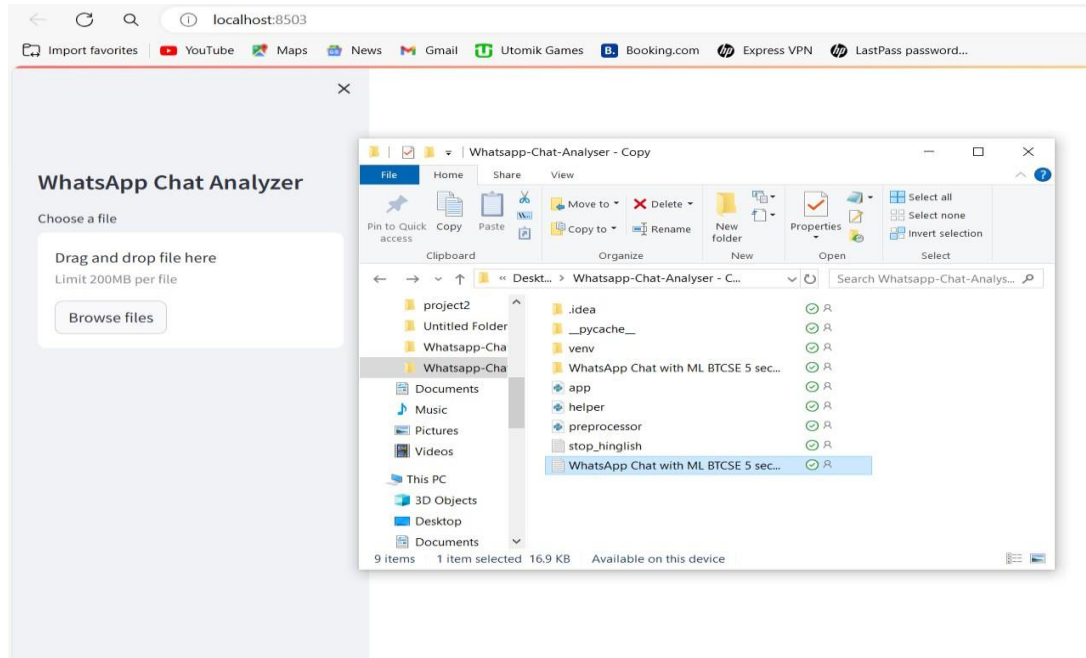 localhost:8503
Import favorites YouTube Maps News Gmail Utomik Games B. Booking.com hp Express VPN hp LastPass password...
WhatsApp Chat Analyzer
Choose a file
Drag and drop file here
Limit 200MB per file
Browse files
Whatsapp-Chat-Analyser - Copy
File Home Share View
Pin to Quick access
Copy
Paste
Clipboard
Move to
Copy to
Delete
Rename
Organize
New folder
New
Properties
Open
Select all
Select none
Invert selection
Select
« Deskt... > Whatsapp-Chat-Analyser - C...
Search Whatsapp-Chat-Analys...
project2
Untitled Folder
Whatsapp-Cha
Whatsapp-Cha
Documents
Music
Pictures
Videos
This PC
3D Objects
Desktop
Documents
.idea
__pycache__
venv
WhatsApp Chat with ML BTCSE 5 sec...
app
helper
preprocessor
stop_hinglish
WhatsApp Chat with ML BTCSE 5 sec...
9 items 1 item selected 16.9 KB Available on this device